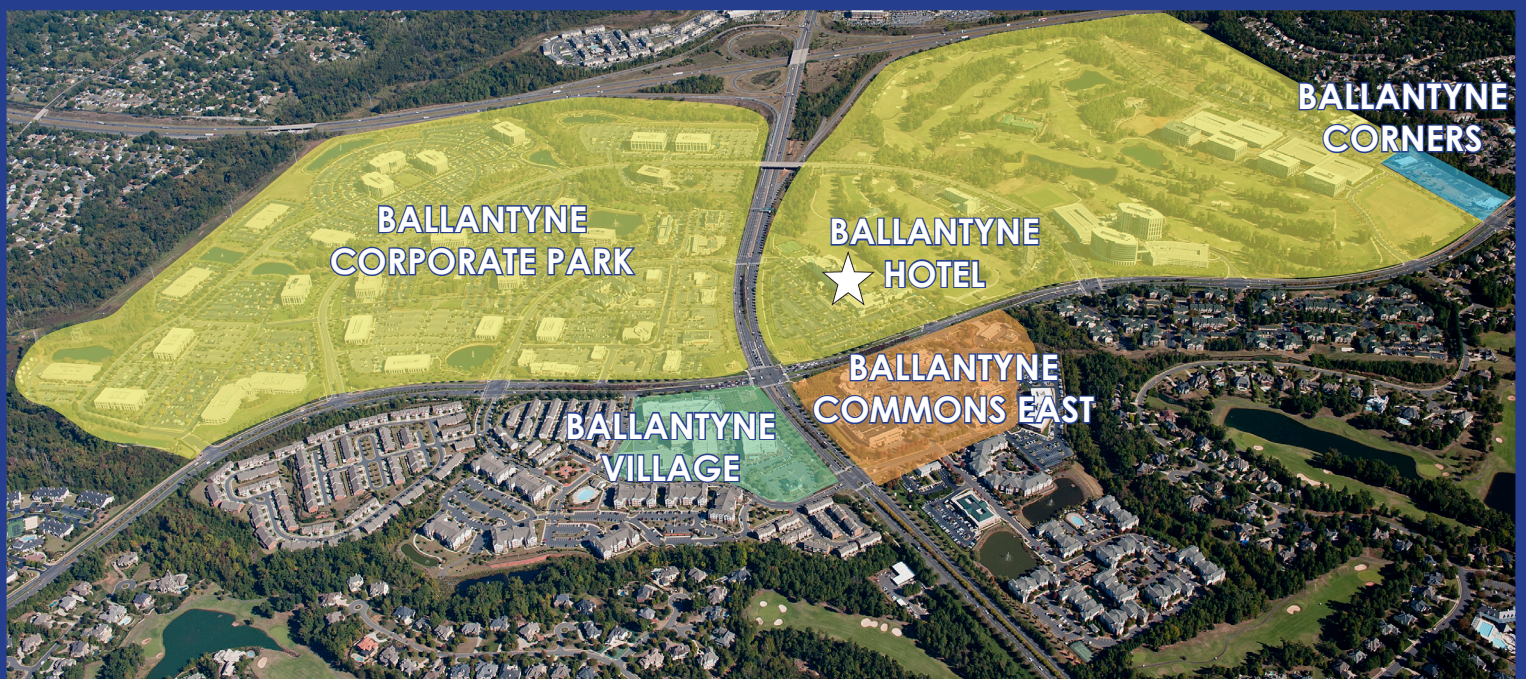 BALLANTYNE
CORNERS
BALLANTYNE
CORPORATE PARK
BALLANTYNE
HOTEL
BALLANTYNE
COMMONS EAST
BALLANTYNE
VILLAGE